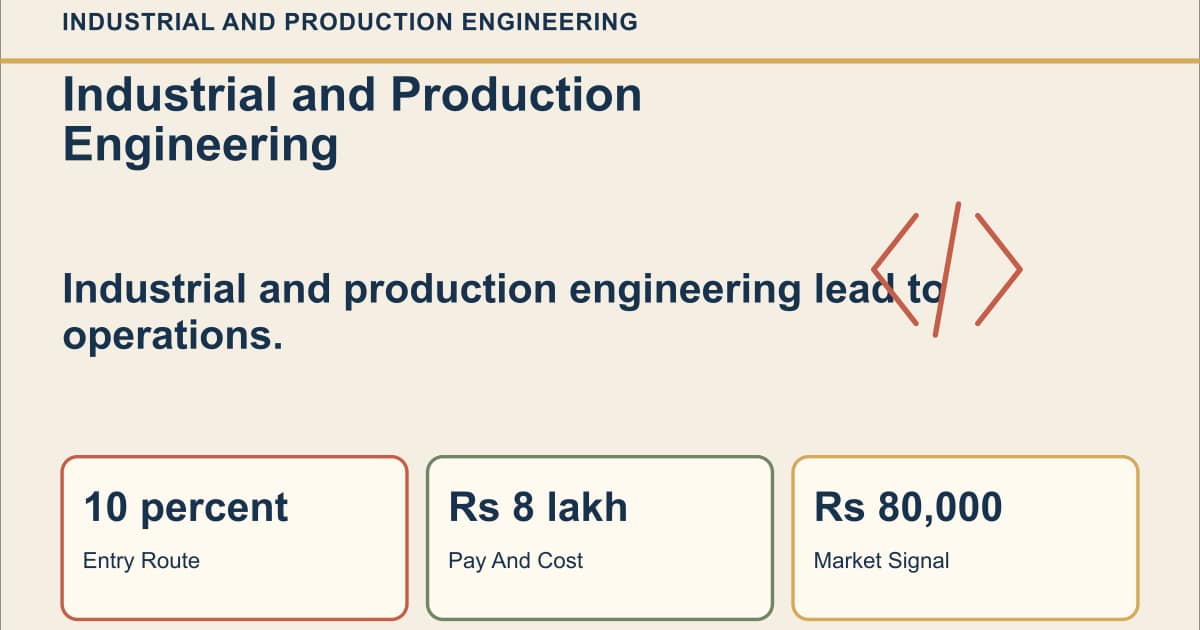 INDUSTRIAL AND PRODUCTION ENGINEERING
Industrial and Production
Engineering
Industrial and production engineering lead to
operations.
10 percent
Entry Route
Rs 8 lakh
Pay And Cost
Rs 80,000
Market Signal